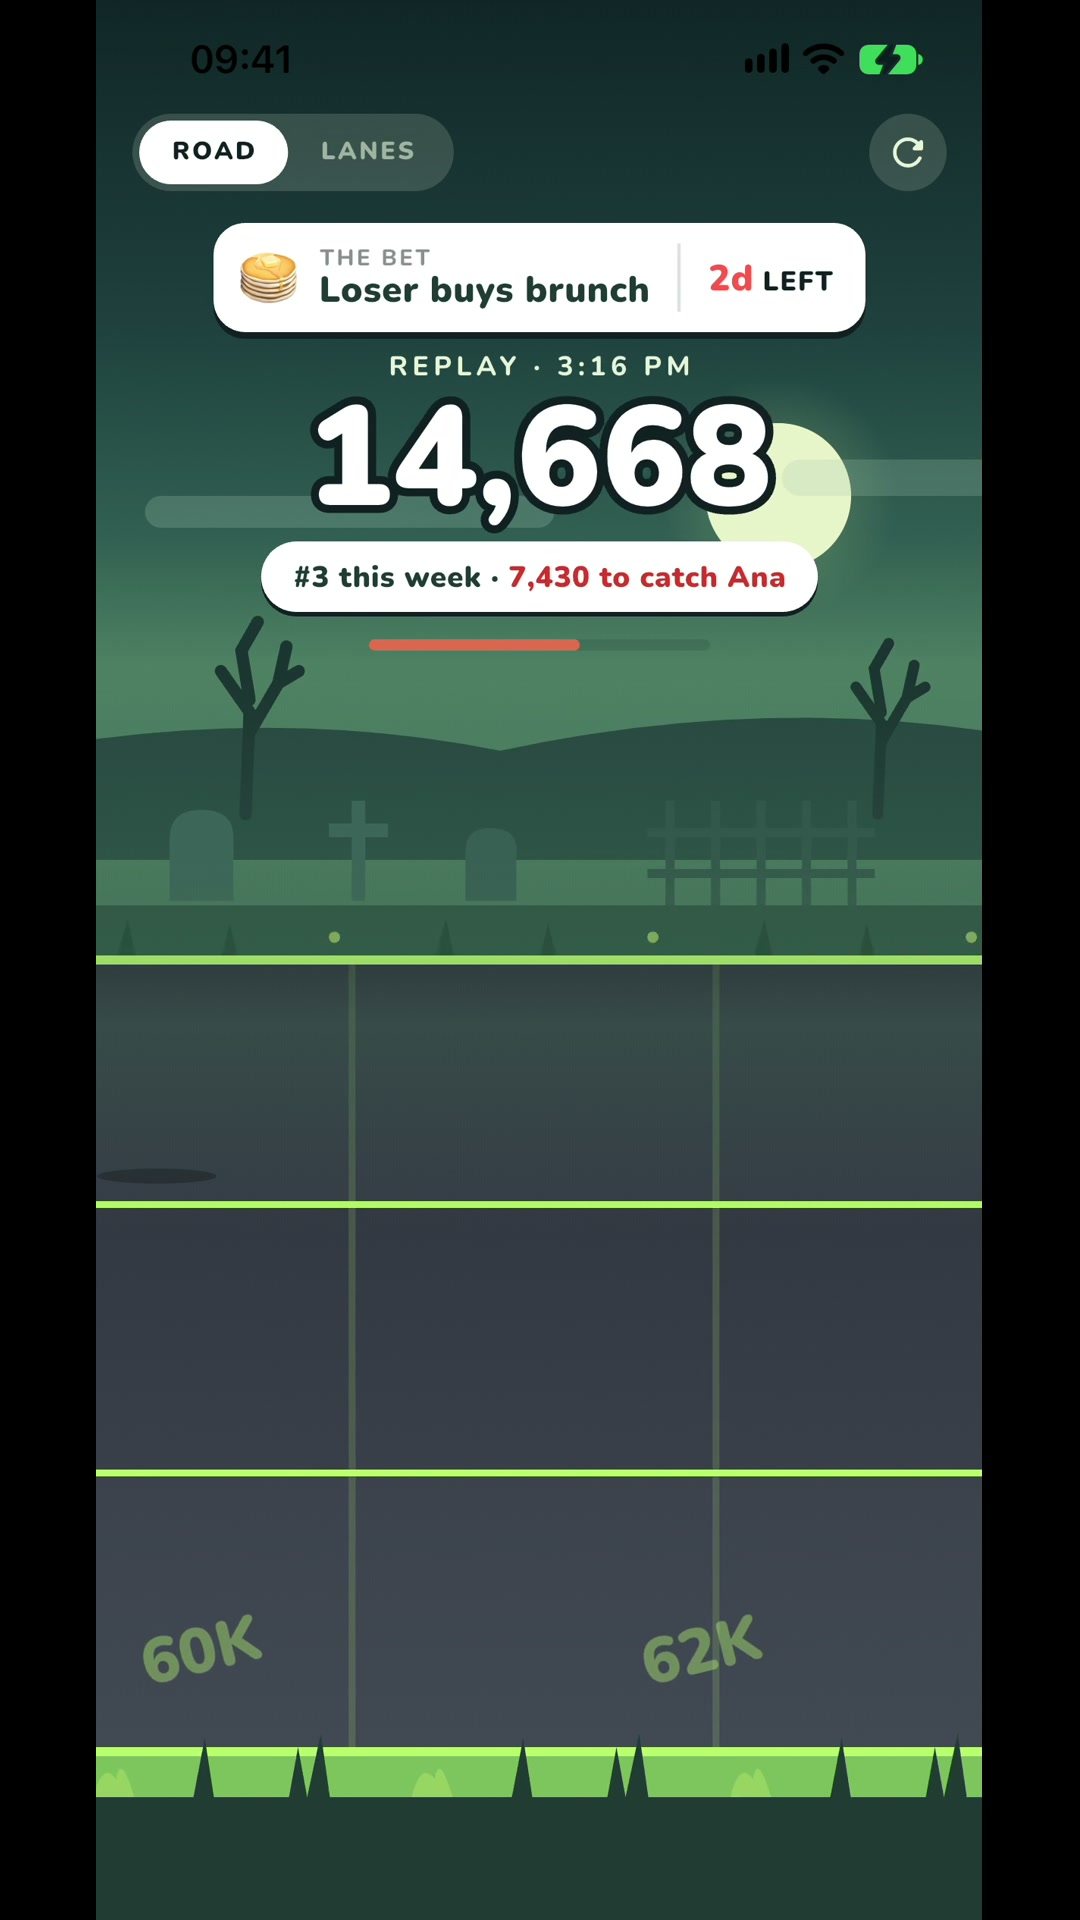 09:41
ROAD LANES
THE BET
Loser buys brunch
2d LEFT
REPLAY · 3:16 PM
14,668
#3 this week · 7,430 to catch Ana
60K 62K